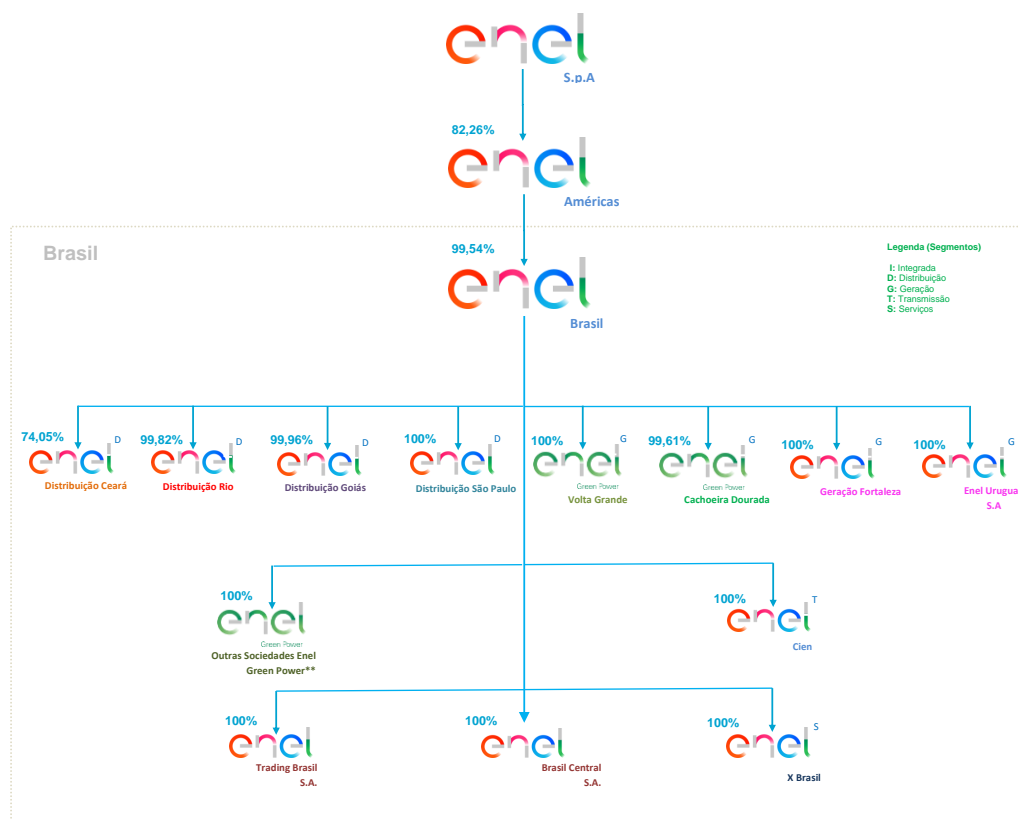 enel
S.p.A
82,26%
enel
Américas
Brasil
99,54%
enel
Brasil
Legenda (Segmentos)
I: Integrada
D: Distribuição
G: Geração
T: Transmissão
S: Serviços
74,05%
enel
D
Distribuição Ceará
99,82%
enel
D
Distribuição Rio
99,96%
enel
D
Distribuição Goiás
100%
enel
D
Distribuição São Paulo
100%
enel
G
Green Power
Volta Grande
99,61%
enel
G
Green Power
Cachoeira Dourada
100%
enel
G
Geração Fortaleza
100%
enel
G
Enel Urugua
S.A
100%
enel
Green Power
Outras Sociedades Enel
Green Power**
100%
enel
T
Cien
100%
enel
Trading Brasil
S.A.
100%
enel
Brasil Central
S.A.
100%
enel
S
X Brasil